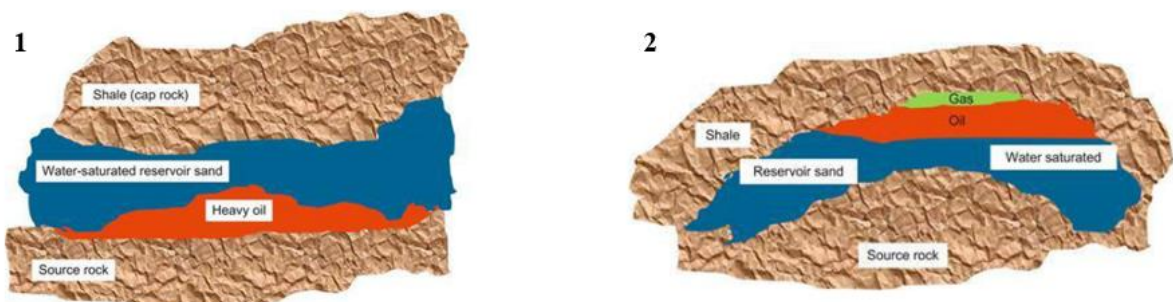 1
Shale (cap rock)
Water-saturated reservoir sand
Heavy oil
Source rock
2
Gas
Oil
Shale
Water saturated
Reservoir sand
Source rock